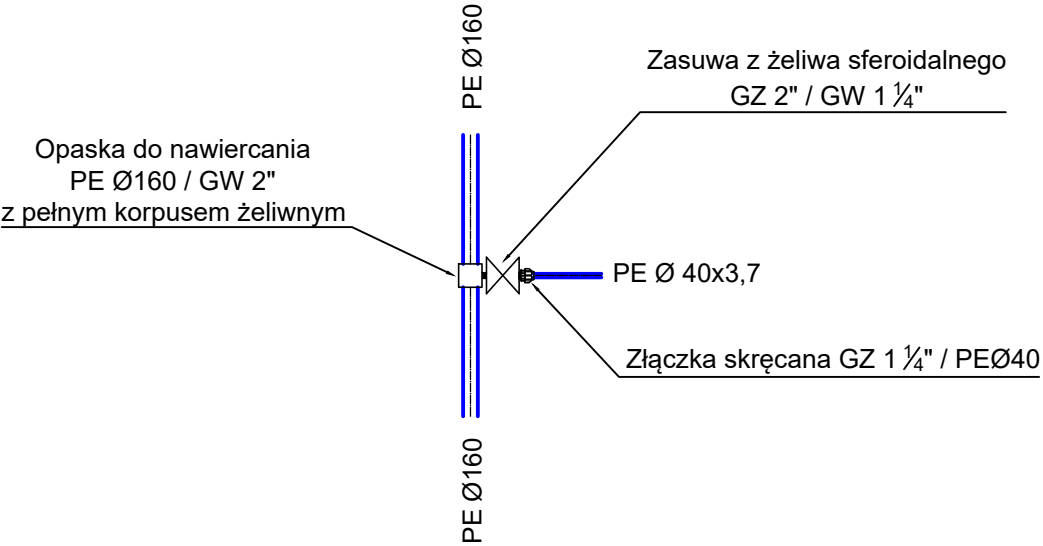 PE Ø160
Zasuwa z żeliwa sferoidalnego
GZ 2" / GW 1 ¼"
Opaska do nawiercania
PE Ø160 / GW 2"
z pełnym korpusem żeliwnym
PE Ø 40x3,7
Złączka skręcana GZ 1 ¼" / PEØ40
PE Ø160